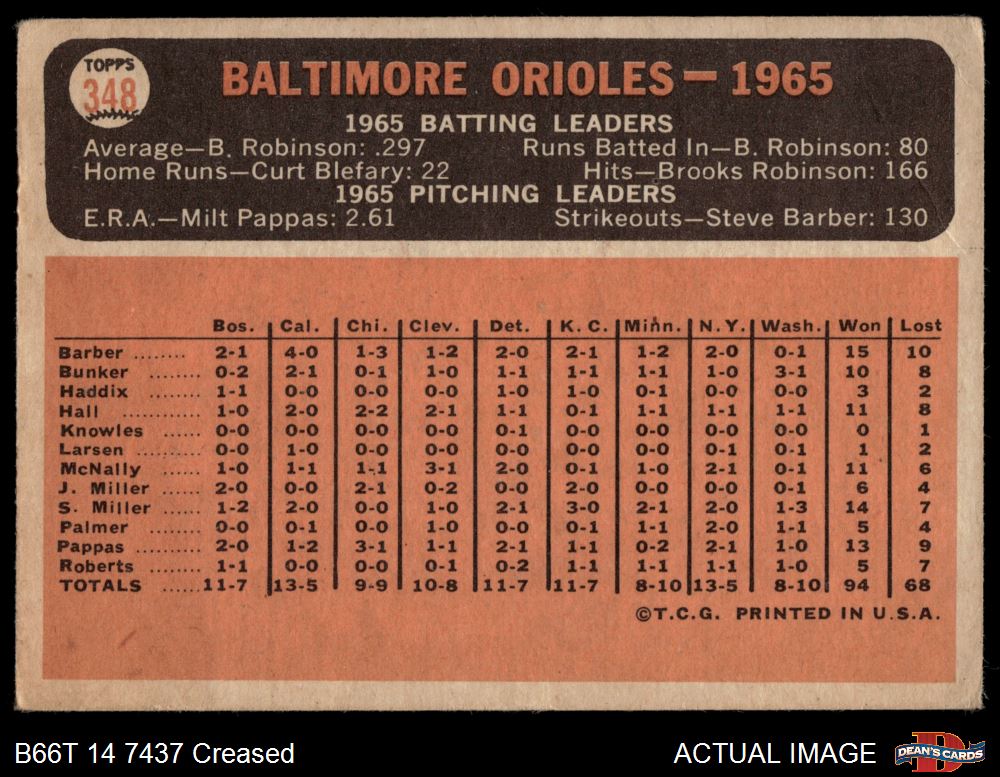 TOPPS
348
BALTIMORE ORIOLES — 1965
1965 BATTING LEADERS
Average—B. Robinson: .297 Runs Batted In—B. Robinson: 80
Home Runs—Curt Blefary: 22 Hits—Brooks Robinson: 166
1965 PITCHING LEADERS
E.R.A.—Milt Pappas: 2.61 Strikeouts—Steve Barber: 130
Bos. Cal. Chi. Clev. Det. K. C. Minn. N.Y. Wash. Won Lost
Barber ........ 2-1 4-0 1-3 1-2 2-0 2-1 1-2 2-0 0-1 15 10
Bunker ........ 0-2 2-1 0-1 1-0 1-1 1-1 1-1 1-0 3-1 10 8
Haddix ........ 1-1 0-0 0-0 0-0 1-0 1-0 0-1 0-0 0-0 3 2
Hall ............ 1-0 2-0 2-2 2-1 1-1 0-1 1-1 1-1 1-1 11 8
Knowles ...... 0-0 0-0 0-0 0-0 0-1 0-0 0-0 0-0 0-0 0 1
Larsen ........ 0-0 1-0 0-0 0-0 0-0 0-0 0-0 0-1 0-1 1 2
McNally ...... 1-0 1-1 1-1 3-1 2-0 0-0 1-0 2-1 0-1 11 6
J. Miller ...... 2-0 0-0 2-1 0-2 0-0 2-0 0-0 0-0 0-1 6 4
S. Miller ...... 1-2 2-0 0-0 1-0 2-1 3-0 2-1 2-0 1-3 14 7
Palmer ........ 0-0 0-1 0-0 1-0 0-0 0-1 1-1 2-0 1-1 5 4
Pappas .......... 2-0 1-2 3-1 1-1 2-1 1-1 0-2 2-1 1-0 13 9
Roberts ........ 1-1 0-0 0-0 0-1 0-2 1-1 1-1 1-1 1-0 5 7
TOTALS ...... 11-7 13-5 9-9 10-8 11-7 11-7 8-10 13-5 8-10 94 68
©T.C.G. PRINTED IN U.S.A.
B66T 14 7437 Creased ACTUAL IMAGE
DEAN'S CARDS